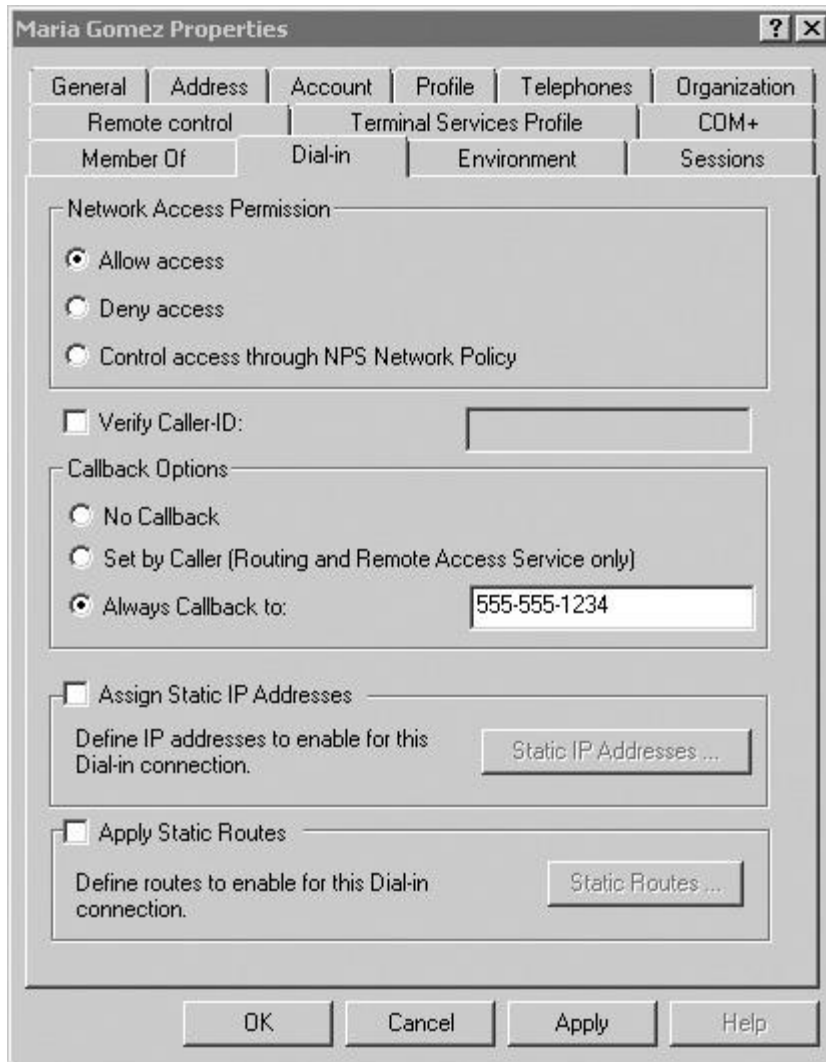 Maria Gomez Properties
General Address Account Profile Telephones Organization
Remote control Terminal Services Profile COM+
Member Of Dial-in Environment Sessions
Network Access Permission
Allow access
Deny access
Control access through NPS Network Policy
Verify Caller-ID:
Callback Options
No Callback
Set by Caller (Routing and Remote Access Service only)
Always Callback to: 555-555-1234
Assign Static IP Addresses
Define IP addresses to enable for this
Dial-in connection.
Static IP Addresses ...
Apply Static Routes
Define routes to enable for this Dial-in
connection.
Static Routes ...
OK Cancel Apply Help